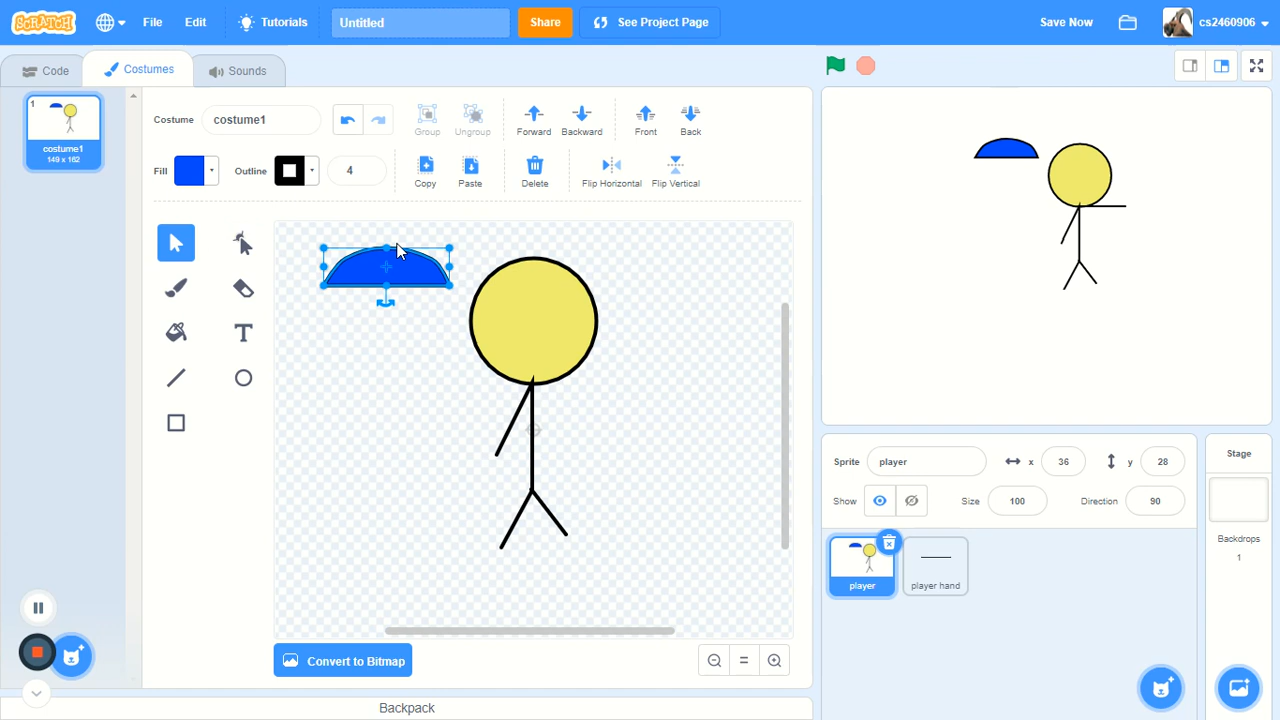 SCRATCH File Edit Tutorials Untitled Share See Project Page Save Now cs2460906
Code Costumes Sounds
1
costume1
149 x 162
Costume costume1 Group Ungroup Forward Backward Front Back
Fill Outline 4 Copy Paste Delete Flip Horizontal Flip Vertical
T
Convert to Bitmap
Backpack
Sprite player x 36 y 28
Show Size 100 Direction 90
player
player hand
Stage
Backdrops
1